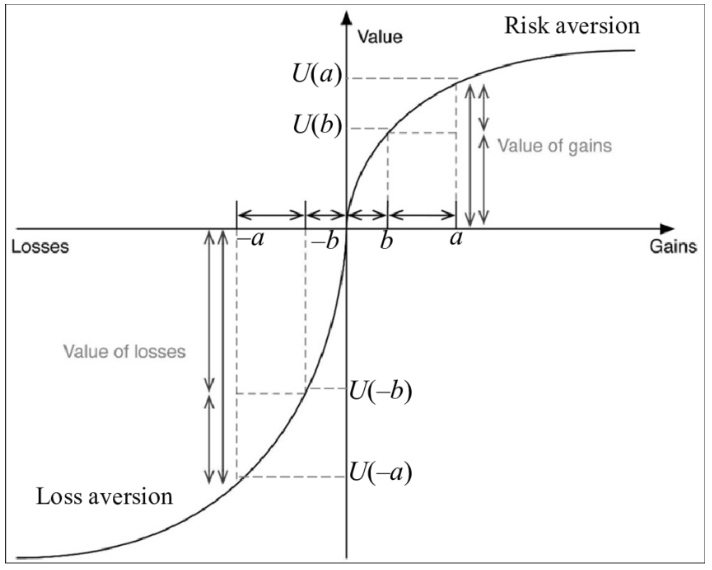 Risk aversion
Value
U(a)
U(b)
Value of gains
Losses
–a
–b
b
a
Gains
Value of losses
U(–b)
U(–a)
Loss aversion